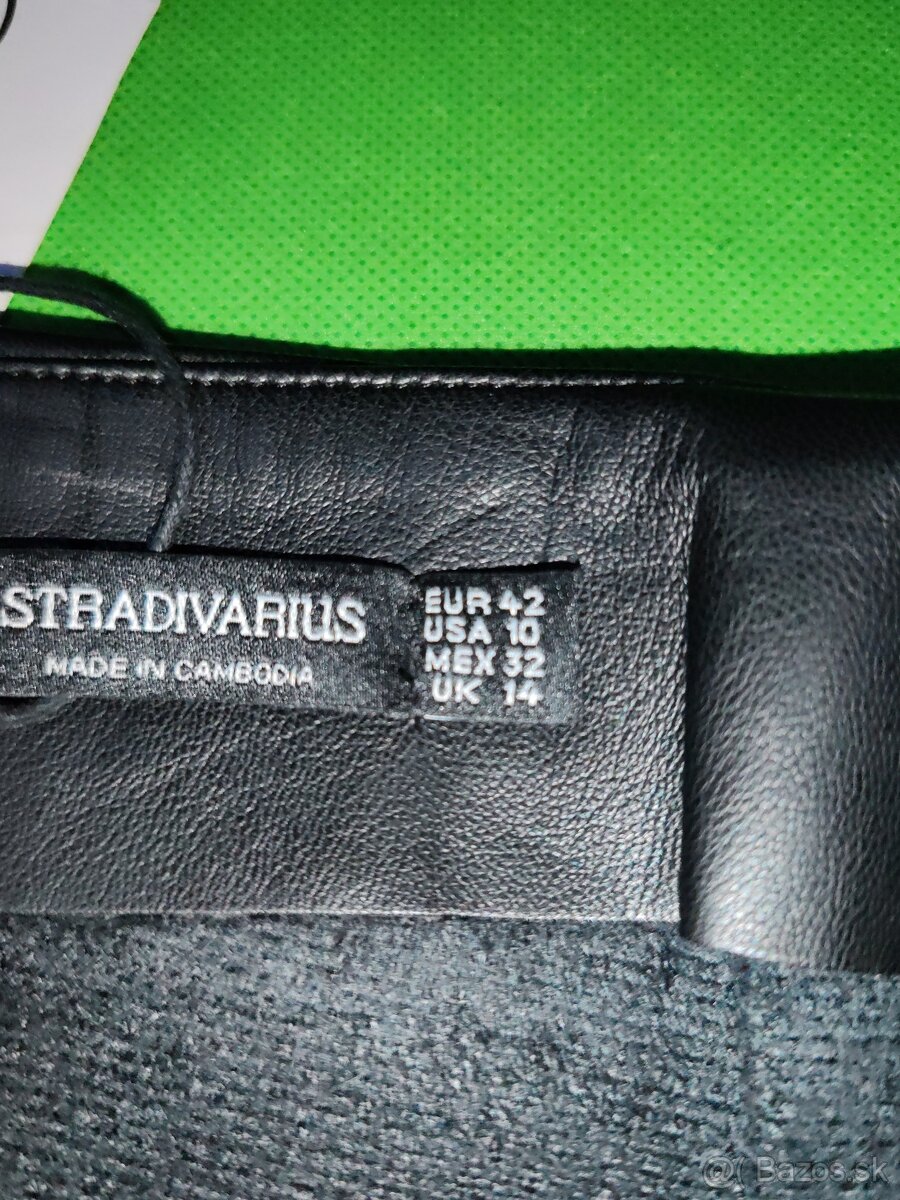 STRADIVARIUS
MADE IN CAMBODIA
EUR 42
USA 10
MEX 32
UK 14
Bazos.sk